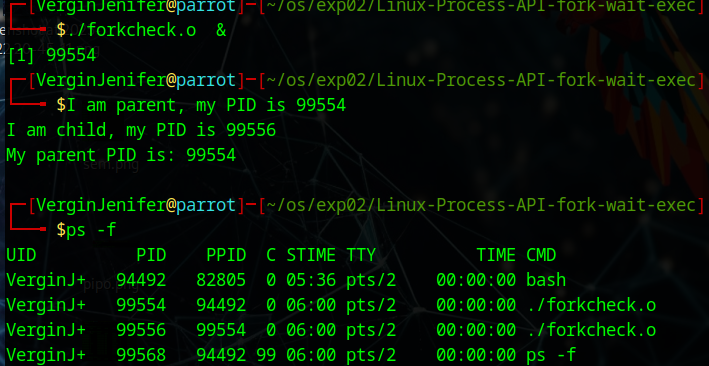 [VerginJenifer@parrot]-[~/os/exp02/Linux-Process-API-fork-wait-exec]
$./forkcheck.o  &
[1] 99554
[VerginJenifer@parrot]-[~/os/exp02/Linux-Process-API-fork-wait-exec]
$I am parent, my PID is 99554
I am child, my PID is 99556
My parent PID is: 99554
[VerginJenifer@parrot]-[~/os/exp02/Linux-Process-API-fork-wait-exec]
$ps -f
UID          PID    PPID  C STIME TTY          TIME CMD
VerginJ+   94492   82805  0 05:36 pts/2    00:00:00 bash
VerginJ+   99554   94492  0 06:00 pts/2    00:00:00 ./forkcheck.o
VerginJ+   99556   99554  0 06:00 pts/2    00:00:00 ./forkcheck.o
VerginJ+   99568   94492 99 06:00 pts/2    00:00:00 ps -f